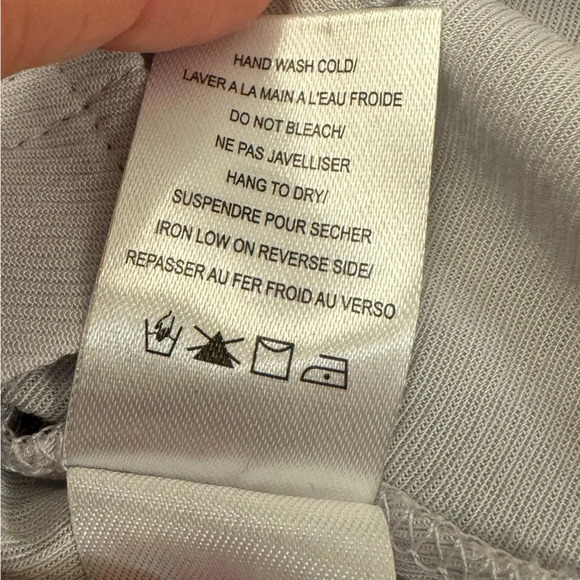 HAND WASH COLD/
LAVER A LA MAIN A L'EAU FROIDE
DO NOT BLEACH/
NE PAS JAVELLISER
HANG TO DRY/
SUSPENDRE POUR SECHER
IRON LOW ON REVERSE SIDE/
REPASSER AU FER FROID AU VERSO